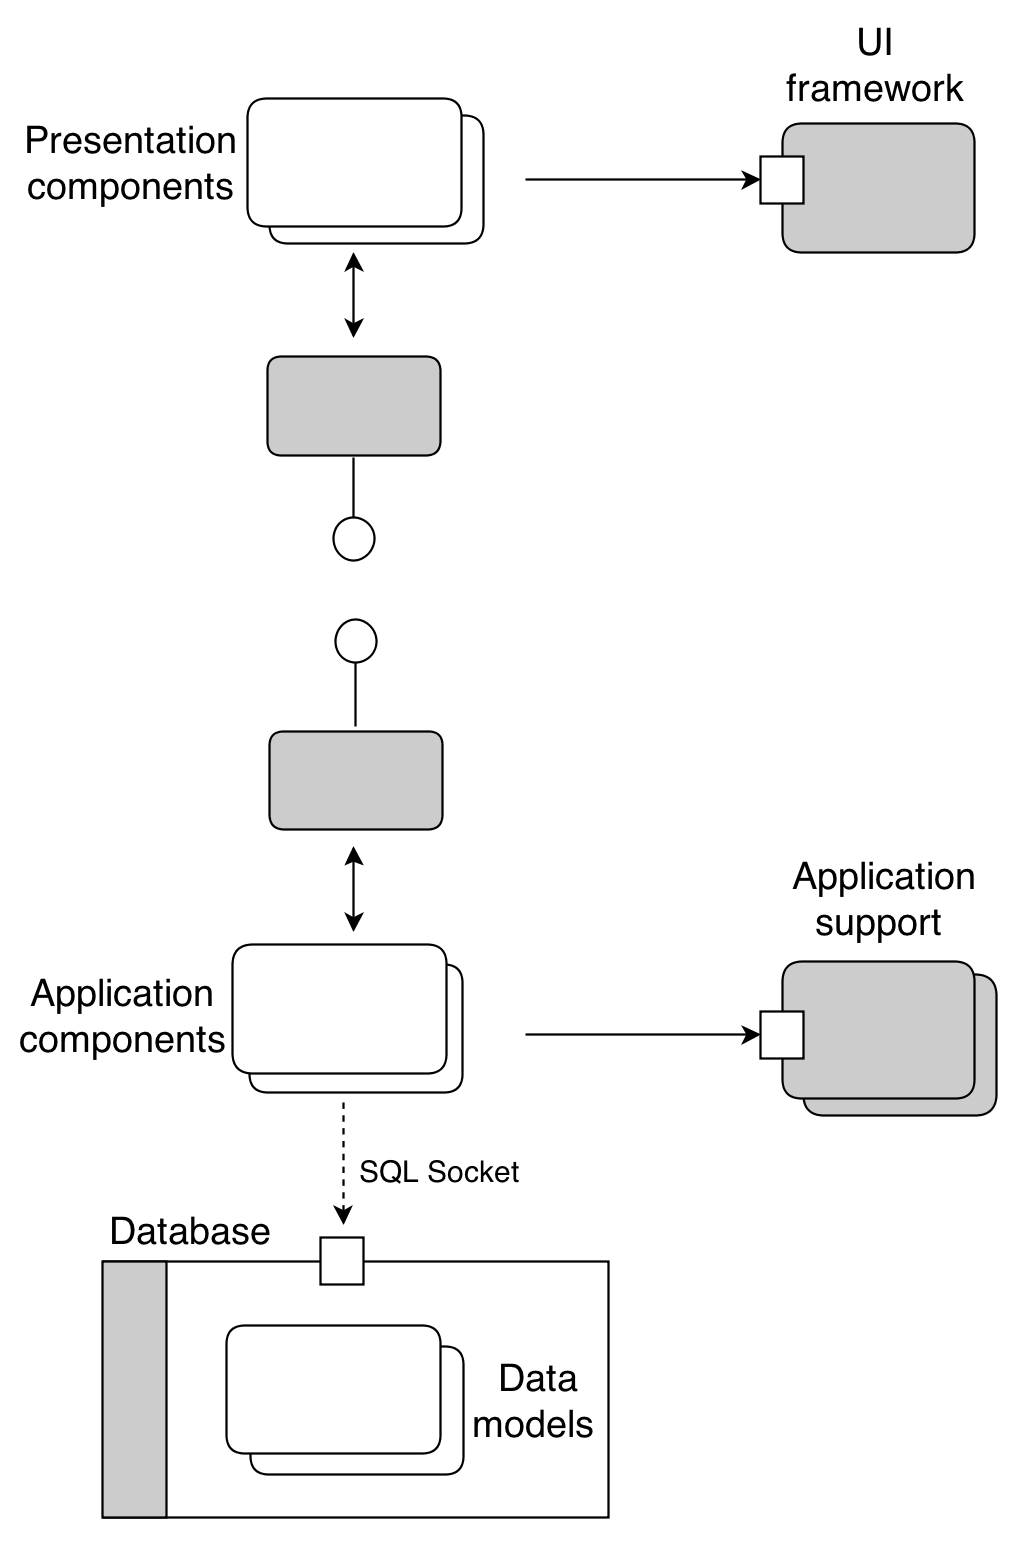 UI
framework
Presentation
components
Application
support
Application
components
SQL Socket
Database
Data
models